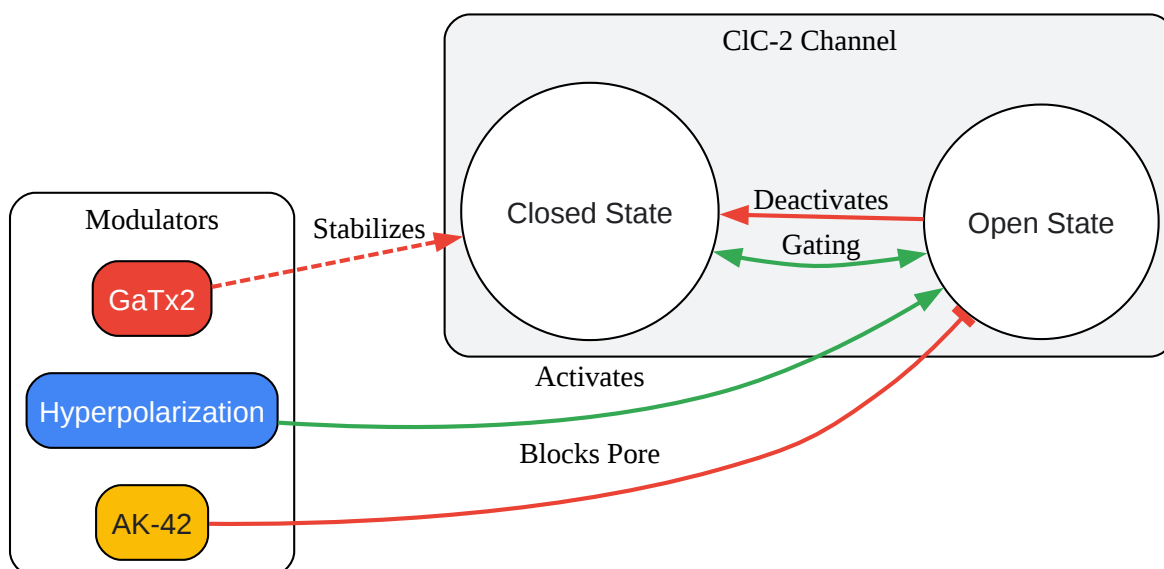 ClC-2 Channel
Closed State
Open State
Deactivates
Gating
Modulators
Stabilizes
GaTx2
Hyperpolarization
Activates
Blocks Pore
AK-42